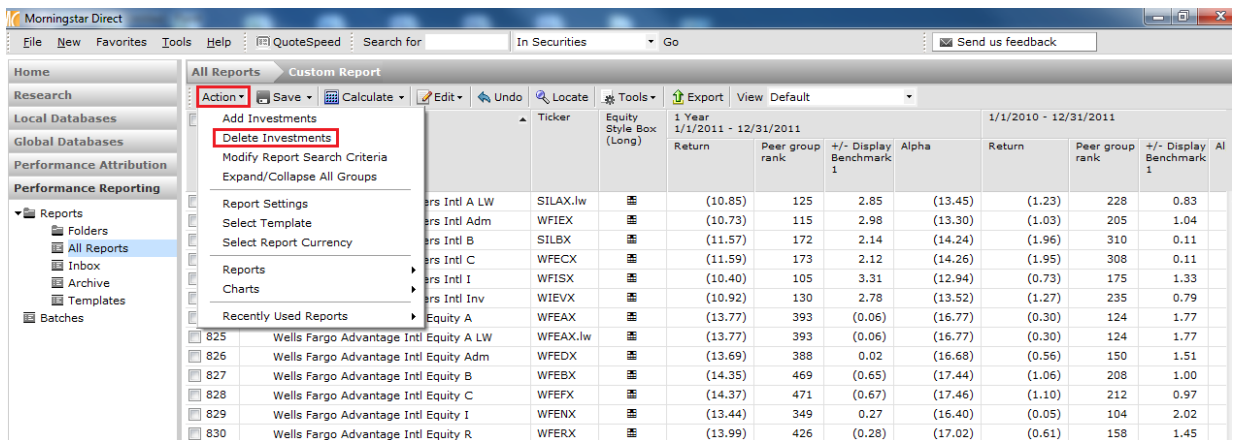 Morningstar Direct
File New Favorites Tools Help QuoteSpeed Search for In Securities Go Send us feedback
Home All Reports Custom Report
Research Action Save Calculate Edit Undo Locate Tools Export View Default
Local Databases
Global Databases
Performance Attribution
Performance Reporting
Reports
Folders
All Reports
Inbox
Archive
Templates
Batches
Add Investments
Delete Investments
Modify Report Search Criteria
Expand/Collapse All Groups
Report Settings
Select Template
Select Report Currency
Reports
Charts
Recently Used Reports
Ticker Equity Style Box (Long) 1 Year 1/1/2011 - 12/31/2011 1/1/2010 - 12/31/2011
Return Peer group rank +/- Display Benchmark 1 Alpha Return Peer group rank +/- Display Benchmark 1 Al
ers Intl A LW SILAX.lw (10.85) 125 2.85 (13.45) (1.23) 228 0.83
ers Intl Adm WFIEX (10.73) 115 2.98 (13.30) (1.03) 205 1.04
ers Intl B SILBX (11.57) 172 2.14 (14.24) (1.96) 310 0.11
ers Intl C WFECX (11.59) 173 2.12 (14.26) (1.95) 308 0.11
ers Intl I WFISX (10.40) 105 3.31 (12.94) (0.73) 175 1.33
ers Intl Inv WIEVX (10.92) 130 2.78 (13.52) (1.27) 235 0.79
Equity A WFEAX (13.77) 393 (0.06) (16.77) (0.30) 124 1.77
825 Wells Fargo Advantage Intl Equity A LW WFEAX.lw (13.77) 393 (0.06) (16.77) (0.30) 124 1.77
826 Wells Fargo Advantage Intl Equity Adm WFEDX (13.69) 388 0.02 (16.68) (0.56) 150 1.51
827 Wells Fargo Advantage Intl Equity B WFEBX (14.35) 469 (0.65) (17.44) (1.06) 208 1.00
828 Wells Fargo Advantage Intl Equity C WFEFX (14.37) 471 (0.67) (17.46) (1.10) 212 0.97
829 Wells Fargo Advantage Intl Equity I WFENX (13.44) 349 0.27 (16.40) (0.05) 104 2.02
830 Wells Fargo Advantage Intl Equity R WFERX (13.99) 426 (0.28) (17.02) (0.61) 158 1.45